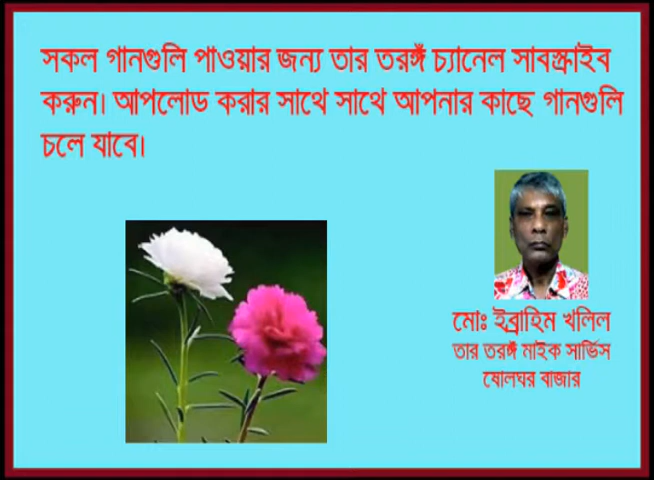 সকল গানগুলি পাওয়ার জন্য তার তরঙ্গঁ চ্যানেল সাবস্ক্রাইব
করুন। আপলোড করার সাথে সাথে আপনার কাছে গানগুলি
চলে যাবে।
মোঃ ইব্রাহিম খলিল
তার তরঙ্গঁ মাইক সার্ভিস
ষোলঘর বাজার